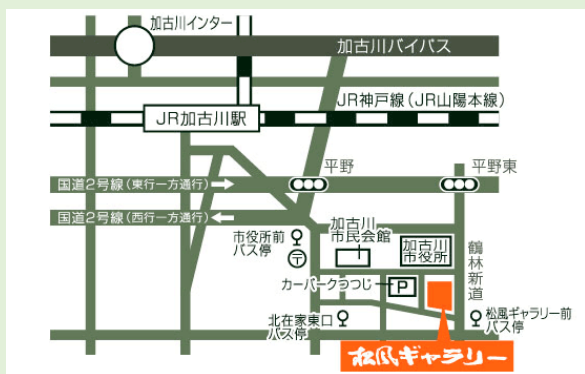 加古川インター
加古川バイパス
JR神戸線(JR山陽本線)
JR加古川駅
平野
平野東
国道2号線(東行一方通行)
国道2号線(西行一方通行)
加古川
市民会館
加古川
市役所
鶴林新道
市役所前
バス停
〒
カーパークつつじ
P
北在家東口
バス停
松風ギャラリー前
バス停
松風ギャラリー